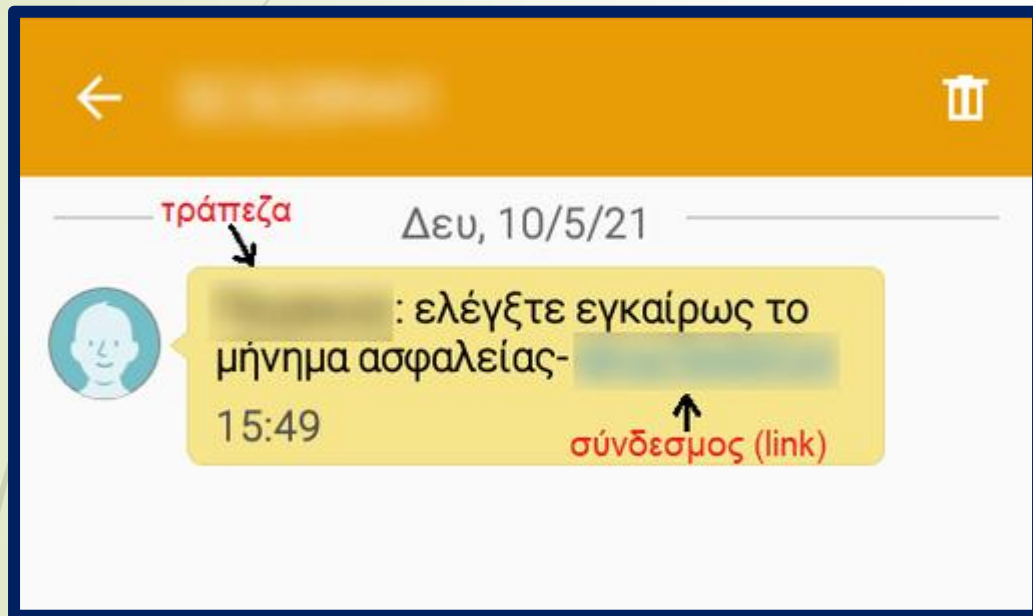 τράπεζα
Δευ, 10/5/21
: ελέγξτε εγκαίρως το
μήνημα ασφαλείας-
15:49
σύνδεσμος (link)